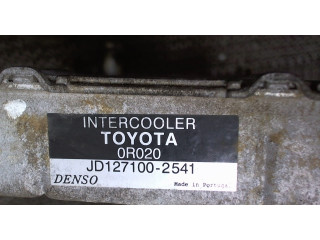 INTERCOOLER
TOYOTA
0R020
JD127100-2541
DENSO Made in Portugal